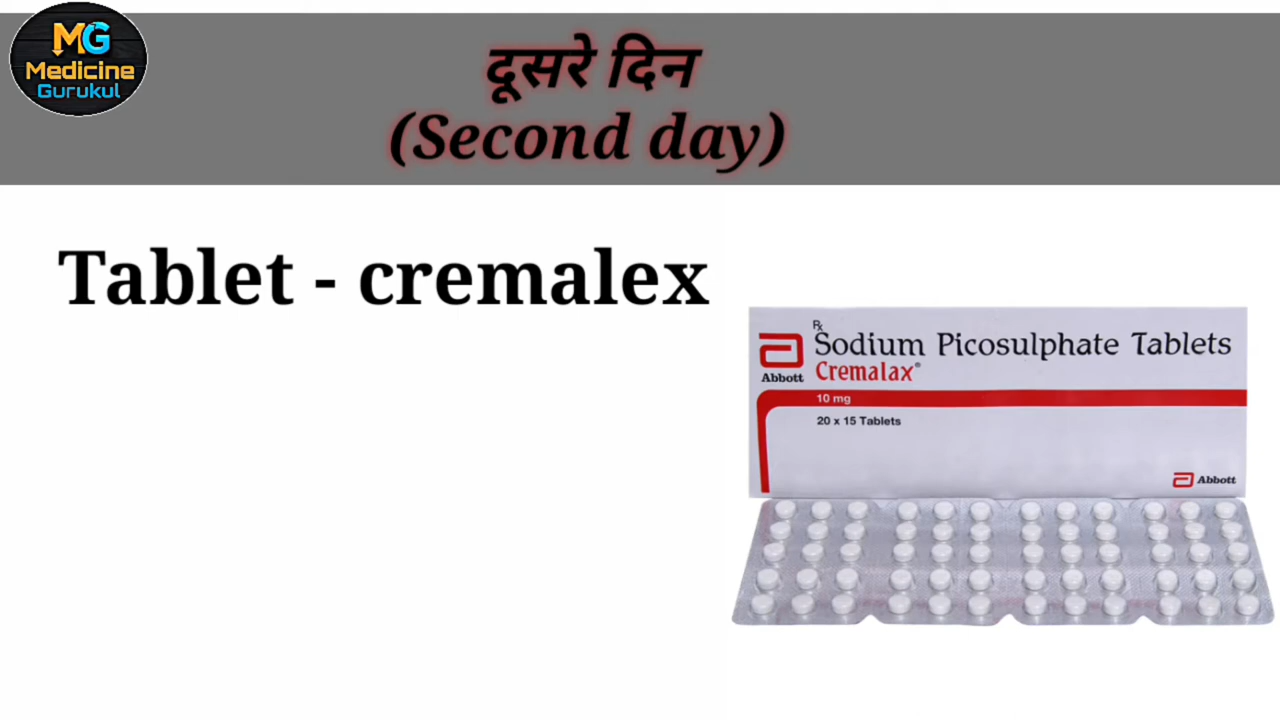 MG
Medicine
Gurukul
दूसरे दिन
(Second day)
Tablet - cremalex
Rx
Sodium Picosulphate Tablets
Abbott
Cremalax®
10 mg
20 x 15 Tablets
Abbott